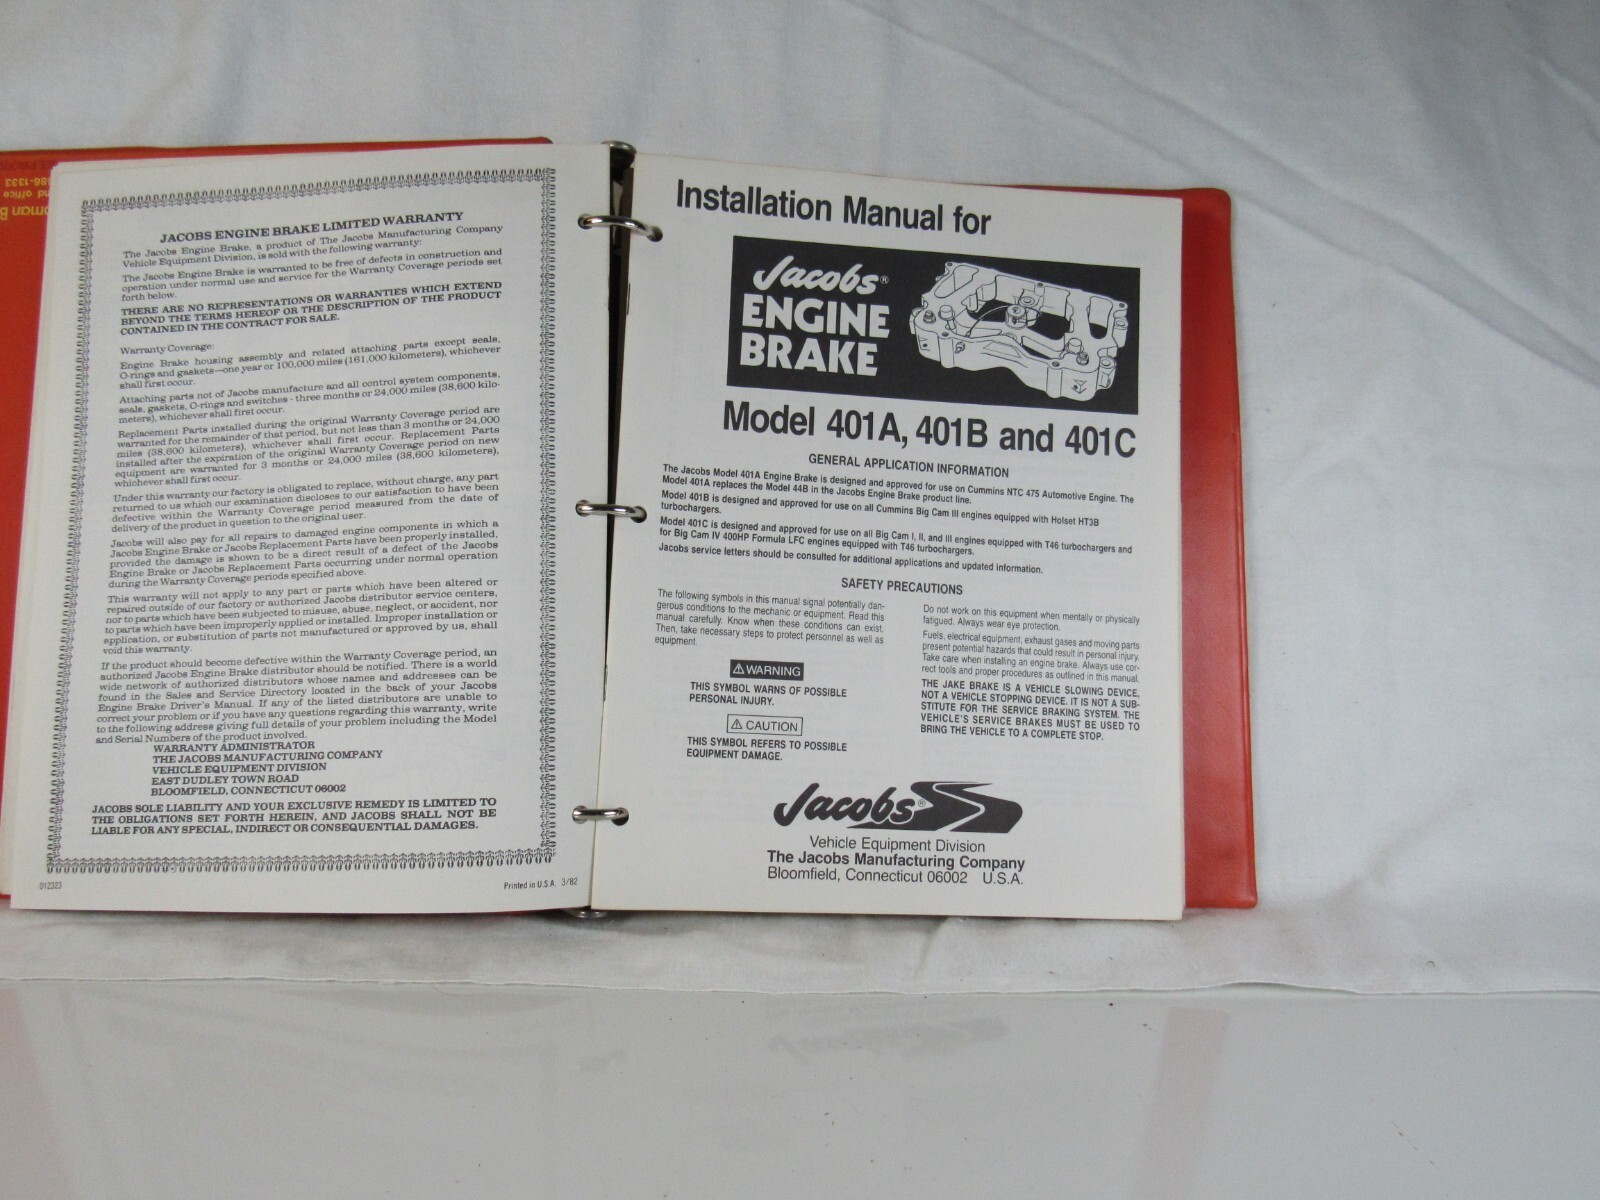 JACOBS ENGINE BRAKE LIMITED WARRANTY
The Jacobs Engine Brake, a product of The Jacobs Manufacturing Company
Vehicle Equipment Division, is sold with the following warranty:
The Jacobs Engine Brake is warranted to be free of defects in construction and
operation under normal use and service for the Warranty Coverage periods set
forth below.
THERE ARE NO REPRESENTATIONS OR WARRANTIES WHICH EXTEND
BEYOND THE TERMS HEREOF OR THE DESCRIPTION OF THE PRODUCT
CONTAINED IN THE CONTRACT FOR SALE.
Warranty Coverage:
Engine Brake housing assembly and related attaching parts except seals,
O-rings and gaskets—one year or 100,000 miles (161,000 kilometers), whichever
shall first occur.
Attaching parts not of Jacobs manufacture and all control system components,
seals, gaskets, O-rings and switches - three months or 24,000 miles (38,600 kilo-
meters), whichever shall first occur.
Replacement Parts installed during the original Warranty Coverage period are
warranted for the remainder of that period, but not less than 3 months or 24,000
miles (38,600 kilometers), whichever shall first occur. Replacement Parts
installed after the expiration of the original Warranty Coverage period on new
equipment are warranted for 3 months or 24,000 miles (38,600 kilometers),
whichever shall first occur.
Under this warranty our factory is obligated to replace, without charge, any part
returned to us which our examination discloses to our satisfaction to have been
defective within the Warranty Coverage period measured from the date of
delivery of the product in question to the original user.
Jacobs will also pay for all repairs to damaged engine components in which a
Jacobs Engine Brake or Jacobs Replacement Parts have been properly installed,
provided the damage is shown to be a direct result of a defect of the Jacobs
Engine Brake or Jacobs Replacement Parts occurring under normal operation
during the Warranty Coverage periods specified above.
This warranty will not apply to any part or parts which have been altered or
repaired outside of our factory or authorized Jacobs distributor service centers,
nor to parts which have been subjected to misuse, abuse, neglect, or accident, nor
to parts which have been improperly applied or installed. Improper installation or
application, or substitution of parts not manufactured or approved by us, shall
void this warranty.
If the product should become defective within the Warranty Coverage period, an
authorized Jacobs Engine Brake distributor should be notified. There is a world
wide network of authorized distributors whose names and addresses can be
found in the Sales and Service Directory located in the back of your Jacobs
Engine Brake Driver's Manual. If any of the listed distributors are unable to
correct your problem or if you have any questions regarding this warranty, write
to the following address giving full details of your problem including the Model
and Serial Numbers of the product involved.
WARRANTY ADMINISTRATOR
THE JACOBS MANUFACTURING COMPANY
VEHICLE EQUIPMENT DIVISION
EAST DUDLEY TOWN ROAD
BLOOMFIELD, CONNECTICUT 06002
JACOBS SOLE LIABILITY AND YOUR EXCLUSIVE REMEDY IS LIMITED TO
THE OBLIGATIONS SET FORTH HEREIN, AND JACOBS SHALL NOT BE
LIABLE FOR ANY SPECIAL, INDIRECT OR CONSEQUENTIAL DAMAGES.
012323
Printed in U.S.A. 3/82
Installation Manual for
Jacobs®
ENGINE
BRAKE
Model 401A, 401B and 401C
GENERAL APPLICATION INFORMATION
The Jacobs Model 401A Engine Brake is designed and approved for use on Cummins NTC 475 Automotive Engine. The
Model 401A replaces the Model 44B in the Jacobs Engine Brake product line.
Model 401B is designed and approved for use on all Cummins Big Cam III engines equipped with Holset HT3B
turbochargers.
Model 401C is designed and approved for use on all Big Cam I, II, and III engines equipped with T46 turbochargers and
for Big Cam IV 400HP Formula LFC engines equipped with T46 turbochargers.
Jacobs service letters should be consulted for additional applications and updated information.
SAFETY PRECAUTIONS
The following symbols in this manual signal potentially dan-
gerous conditions to the mechanic or equipment. Read this
manual carefully. Know when these conditions can exist.
Then, take necessary steps to protect personnel as well as
equipment.
⚠ WARNING
THIS SYMBOL WARNS OF POSSIBLE
PERSONAL INJURY.
⚠ CAUTION
THIS SYMBOL REFERS TO POSSIBLE
EQUIPMENT DAMAGE.
Do not work on this equipment when mentally or physically
fatigued. Always wear eye protection.
Fuels, electrical equipment, exhaust gases and moving parts
present potential hazards that could result in personal injury.
Take care when installing an engine brake. Always use cor-
rect tools and proper procedures as outlined in this manual.
THE JAKE BRAKE IS A VEHICLE SLOWING DEVICE,
NOT A VEHICLE STOPPING DEVICE. IT IS NOT A SUB-
STITUTE FOR THE SERVICE BRAKING SYSTEM. THE
VEHICLE'S SERVICE BRAKES MUST BE USED TO
BRING THE VEHICLE TO A COMPLETE STOP.
Jacobs®
Vehicle Equipment Division
The Jacobs Manufacturing Company
Bloomfield, Connecticut 06002 U.S.A.